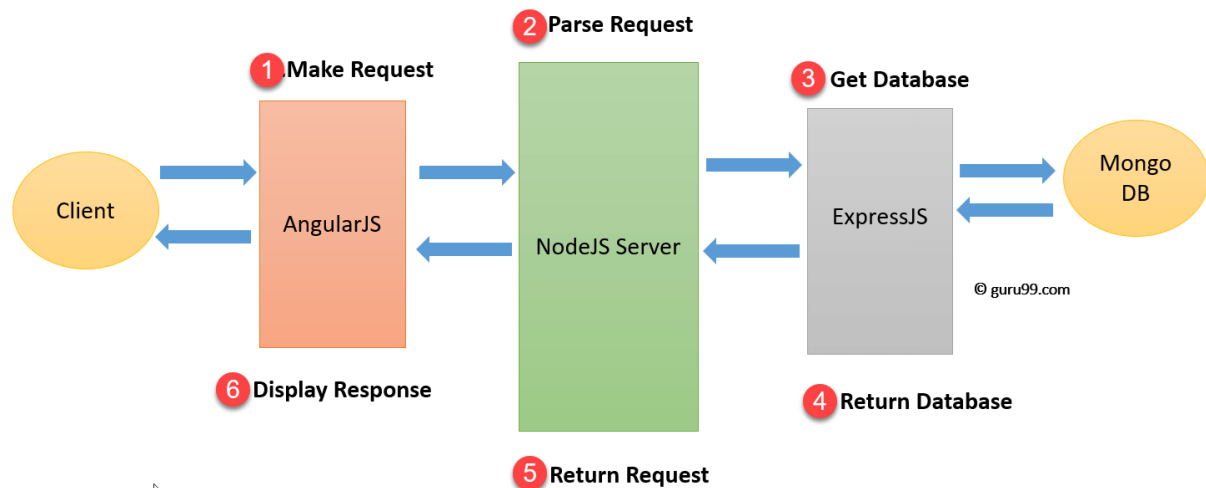 2 Parse Request
1 .Make Request
3 Get Database
Client
AngularJS
NodeJS Server
ExpressJS
Mongo
DB
© guru99.com
6 Display Response
4 Return Database
5 Return Request